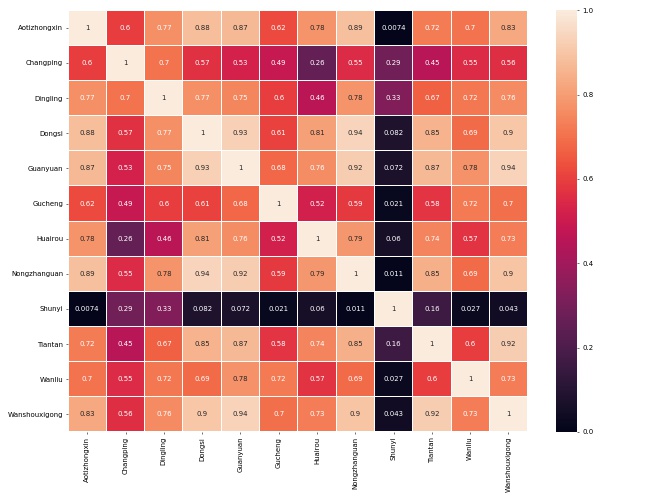 Aotizhongxin 1 0.6 0.77 0.88 0.87 0.62 0.78 0.89 0.0074 0.72 0.7 0.83
Changping 0.6 1 0.7 0.57 0.53 0.49 0.26 0.55 0.29 0.45 0.55 0.56
Dingling 0.77 0.7 1 0.77 0.75 0.6 0.46 0.78 0.33 0.67 0.72 0.76
Dongsi 0.88 0.57 0.77 1 0.93 0.61 0.81 0.94 0.082 0.85 0.69 0.9
Guanyuan 0.87 0.53 0.75 0.93 1 0.68 0.76 0.92 0.072 0.87 0.78 0.94
Gucheng 0.62 0.49 0.6 0.61 0.68 1 0.52 0.59 0.021 0.58 0.72 0.7
Huairou 0.78 0.26 0.46 0.81 0.76 0.52 1 0.79 0.06 0.74 0.57 0.73
Nongzhanguan 0.89 0.55 0.78 0.94 0.92 0.59 0.79 1 0.011 0.85 0.69 0.9
Shunyi 0.0074 0.29 0.33 0.082 0.072 0.021 0.06 0.011 1 0.16 0.027 0.043
Tiantan 0.72 0.45 0.67 0.85 0.87 0.58 0.74 0.85 0.16 1 0.6 0.92
Wanliu 0.7 0.55 0.72 0.69 0.78 0.72 0.57 0.69 0.027 0.6 1 0.73
Wanshouxigong 0.83 0.56 0.76 0.9 0.94 0.7 0.73 0.9 0.043 0.92 0.73 1
Aotizhongxin
Changping
Dingling
Dongsi
Guanyuan
Gucheng
Huairou
Nongzhanguan
Shunyi
Tiantan
Wanliu
Wanshouxigong
1.0
0.8
0.6
0.4
0.2
0.0